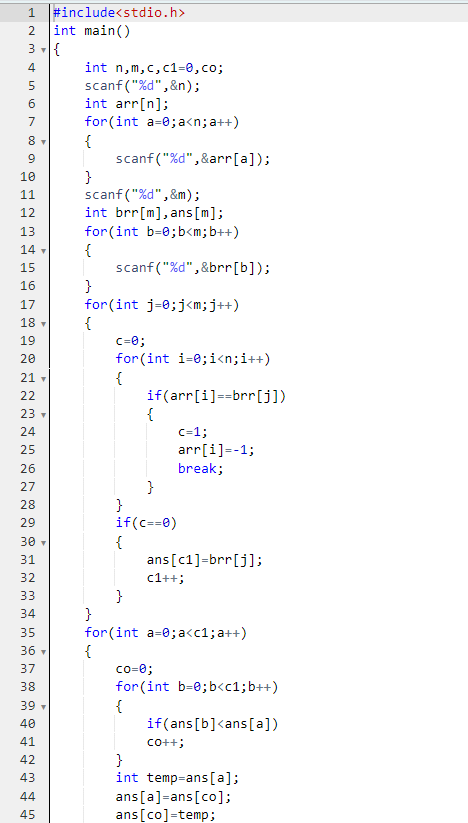 1 #include<stdio.h>
2 int main()
3 {
4 int n,m,c,c1=0,co;
5 scanf("%d",&n);
6 int arr[n];
7 for(int a=0;a<n;a++)
8 {
9 scanf("%d",&arr[a]);
10 }
11 scanf("%d",&m);
12 int brr[m],ans[m];
13 for(int b=0;b<m;b++)
14 {
15 scanf("%d",&brr[b]);
16 }
17 for(int j=0;j<m;j++)
18 {
19 c=0;
20 for(int i=0;i<n;i++)
21 {
22 if(arr[i]==brr[j])
23 {
24 c=1;
25 arr[i]=-1;
26 break;
27 }
28 }
29 if(c==0)
30 {
31 ans[c1]=brr[j];
32 c1++;
33 }
34 }
35 for(int a=0;a<c1;a++)
36 {
37 co=0;
38 for(int b=0;b<c1;b++)
39 {
40 if(ans[b]<ans[a])
41 co++;
42 }
43 int temp=ans[a];
44 ans[a]=ans[co];
45 ans[co]=temp;